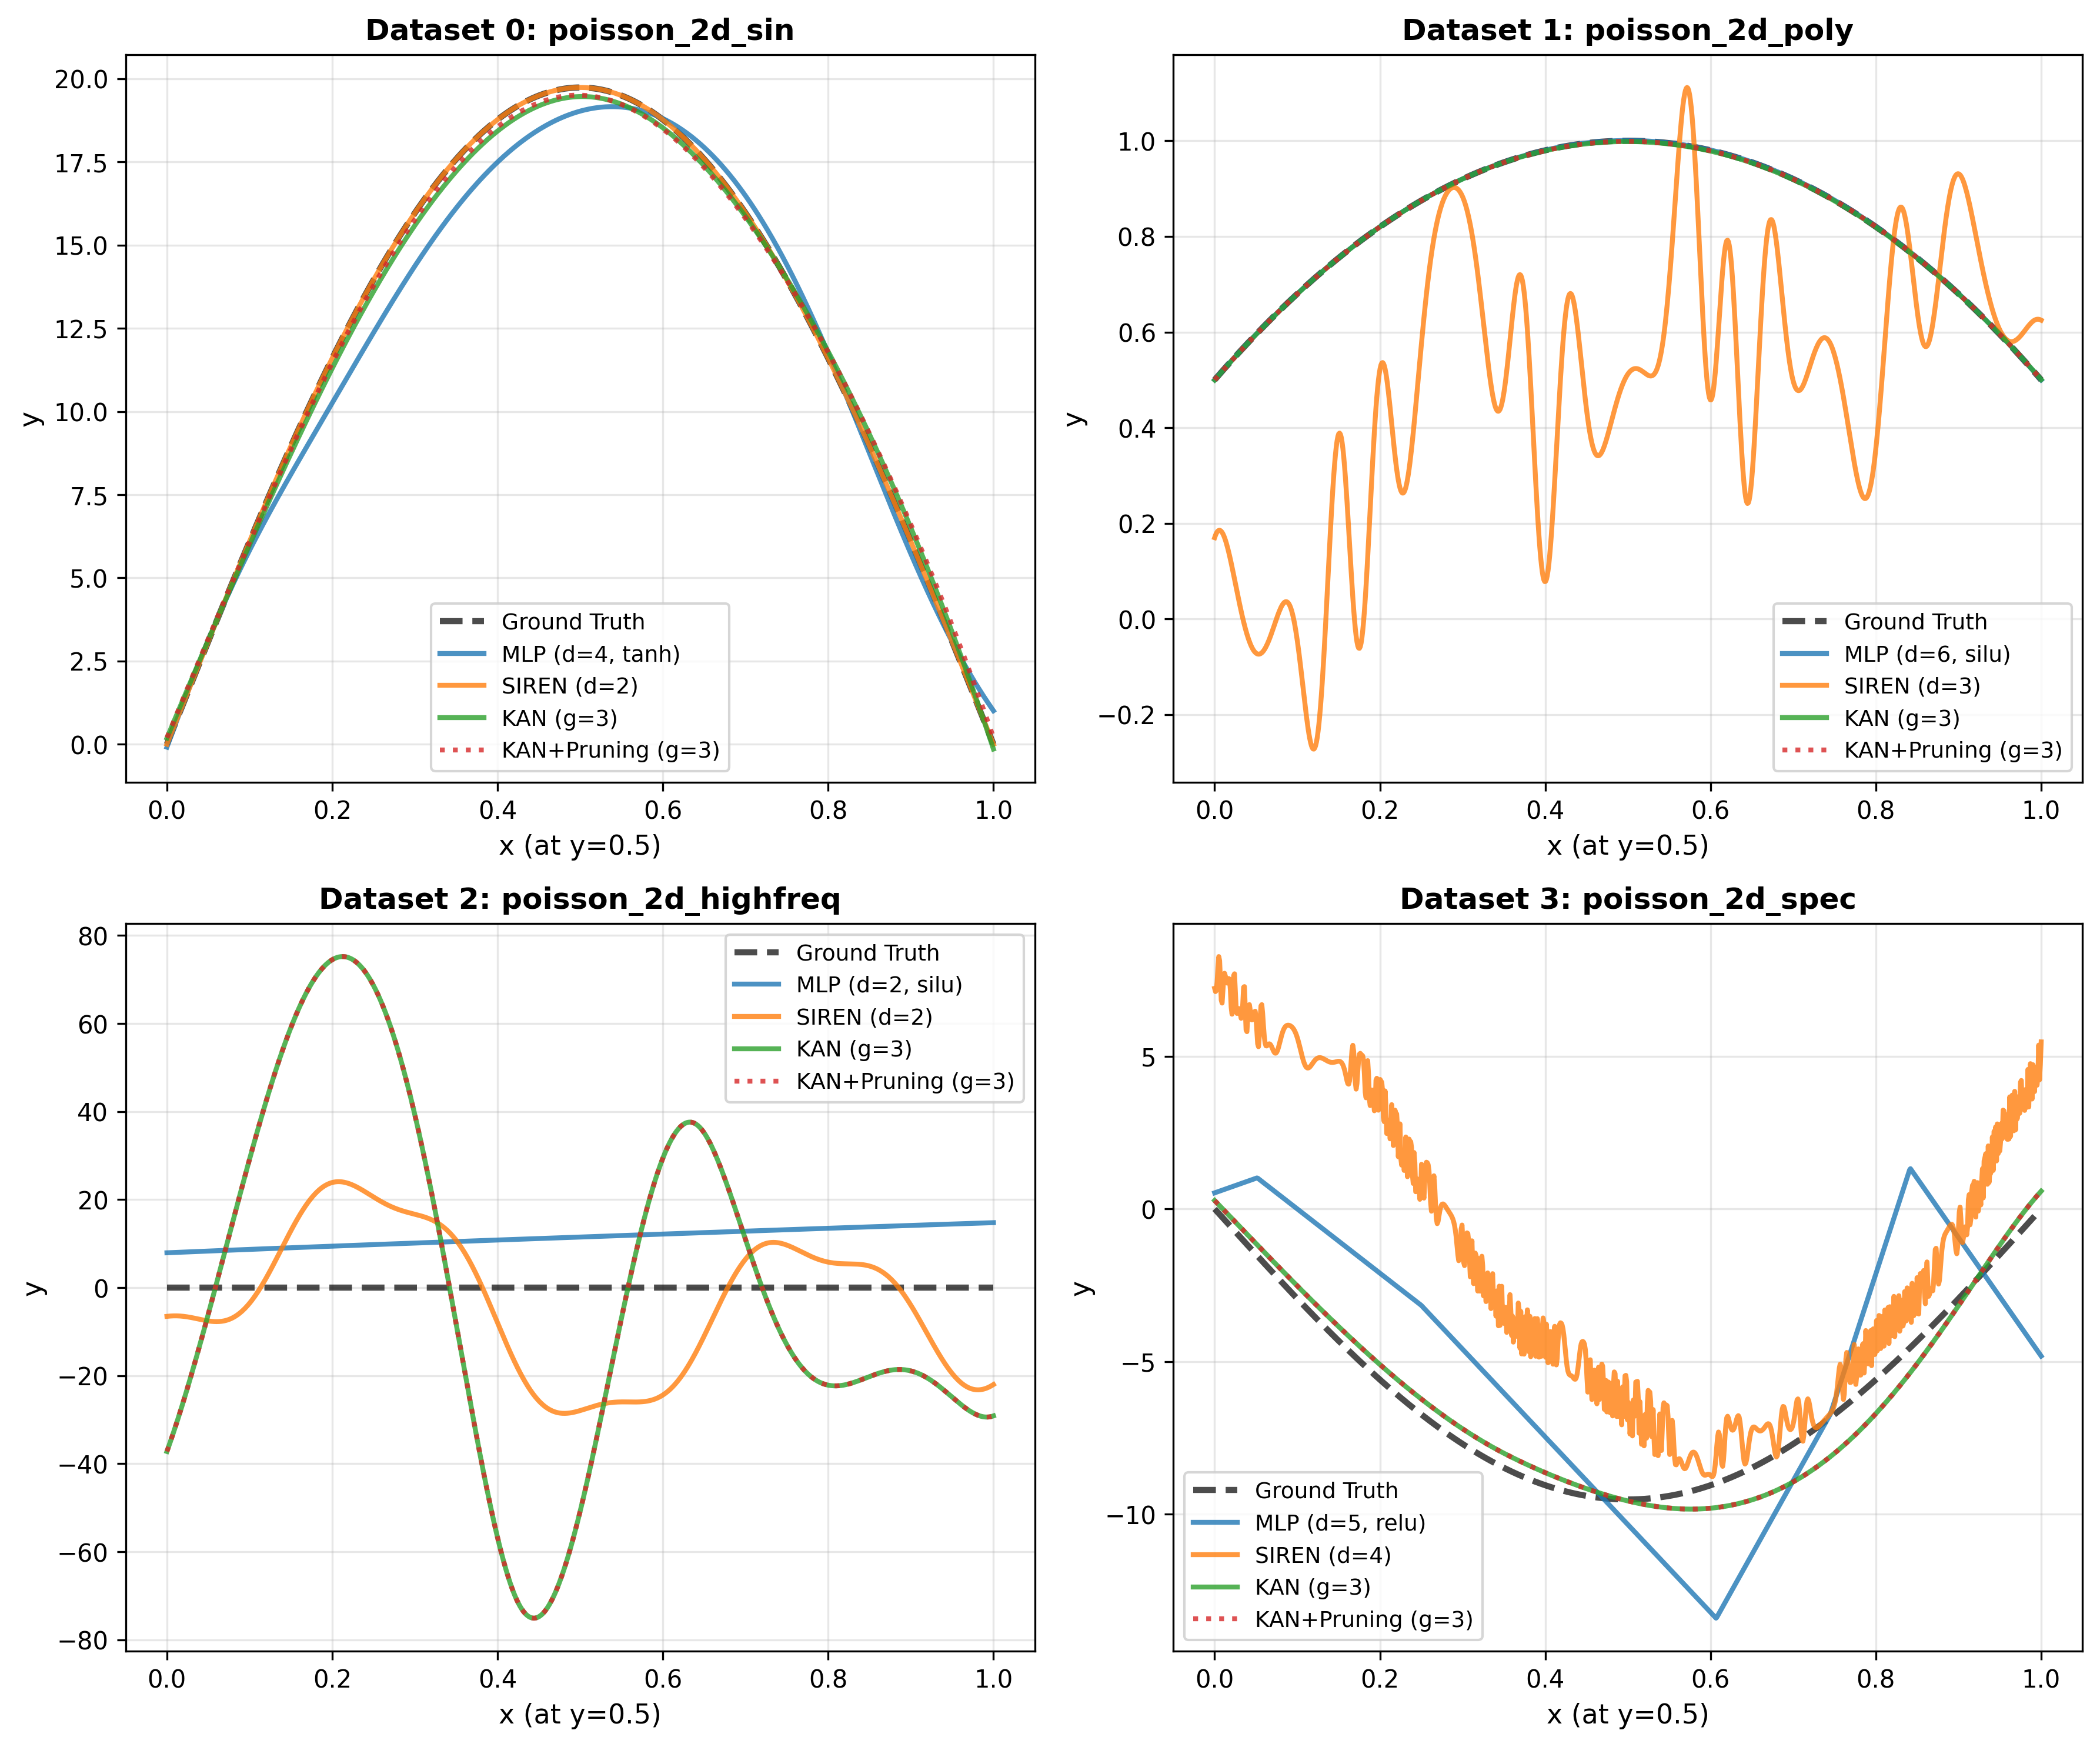 Dataset 0: poisson_2d_sin
20.0
17.5
15.0
12.5
10.0
7.5
5.0
2.5
0.0
y
Ground Truth
MLP (d=4, tanh)
SIREN (d=2)
KAN (g=3)
KAN+Pruning (g=3)
0.0 0.2 0.4 0.6 0.8 1.0
x (at y=0.5)
Dataset 1: poisson_2d_poly
1.0
0.8
0.6
0.4
0.2
0.0
−0.2
y
Ground Truth
MLP (d=6, silu)
SIREN (d=3)
KAN (g=3)
KAN+Pruning (g=3)
0.0 0.2 0.4 0.6 0.8 1.0
x (at y=0.5)
Dataset 2: poisson_2d_highfreq
80
60
40
20
0
−20
−40
−60
−80
y
Ground Truth
MLP (d=2, silu)
SIREN (d=2)
KAN (g=3)
KAN+Pruning (g=3)
0.0 0.2 0.4 0.6 0.8 1.0
x (at y=0.5)
Dataset 3: poisson_2d_spec
5
0
−5
−10
y
Ground Truth
MLP (d=5, relu)
SIREN (d=4)
KAN (g=3)
KAN+Pruning (g=3)
0.0 0.2 0.4 0.6 0.8 1.0
x (at y=0.5)